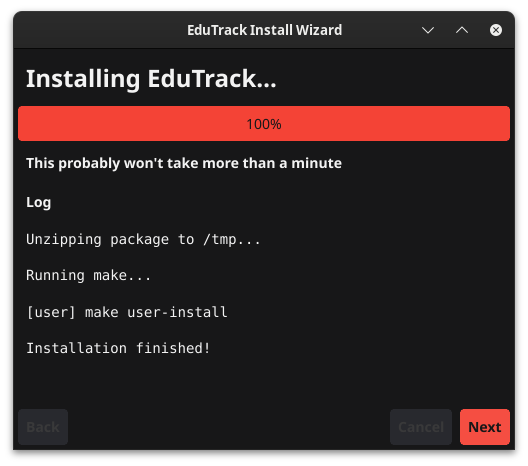 EduTrack Install Wizard
Installing EduTrack...
100%
This probably won't take more than a minute
Log
Unzipping package to /tmp...
Running make...
[user] make user-install
Installation finished!
Back
Cancel
Next